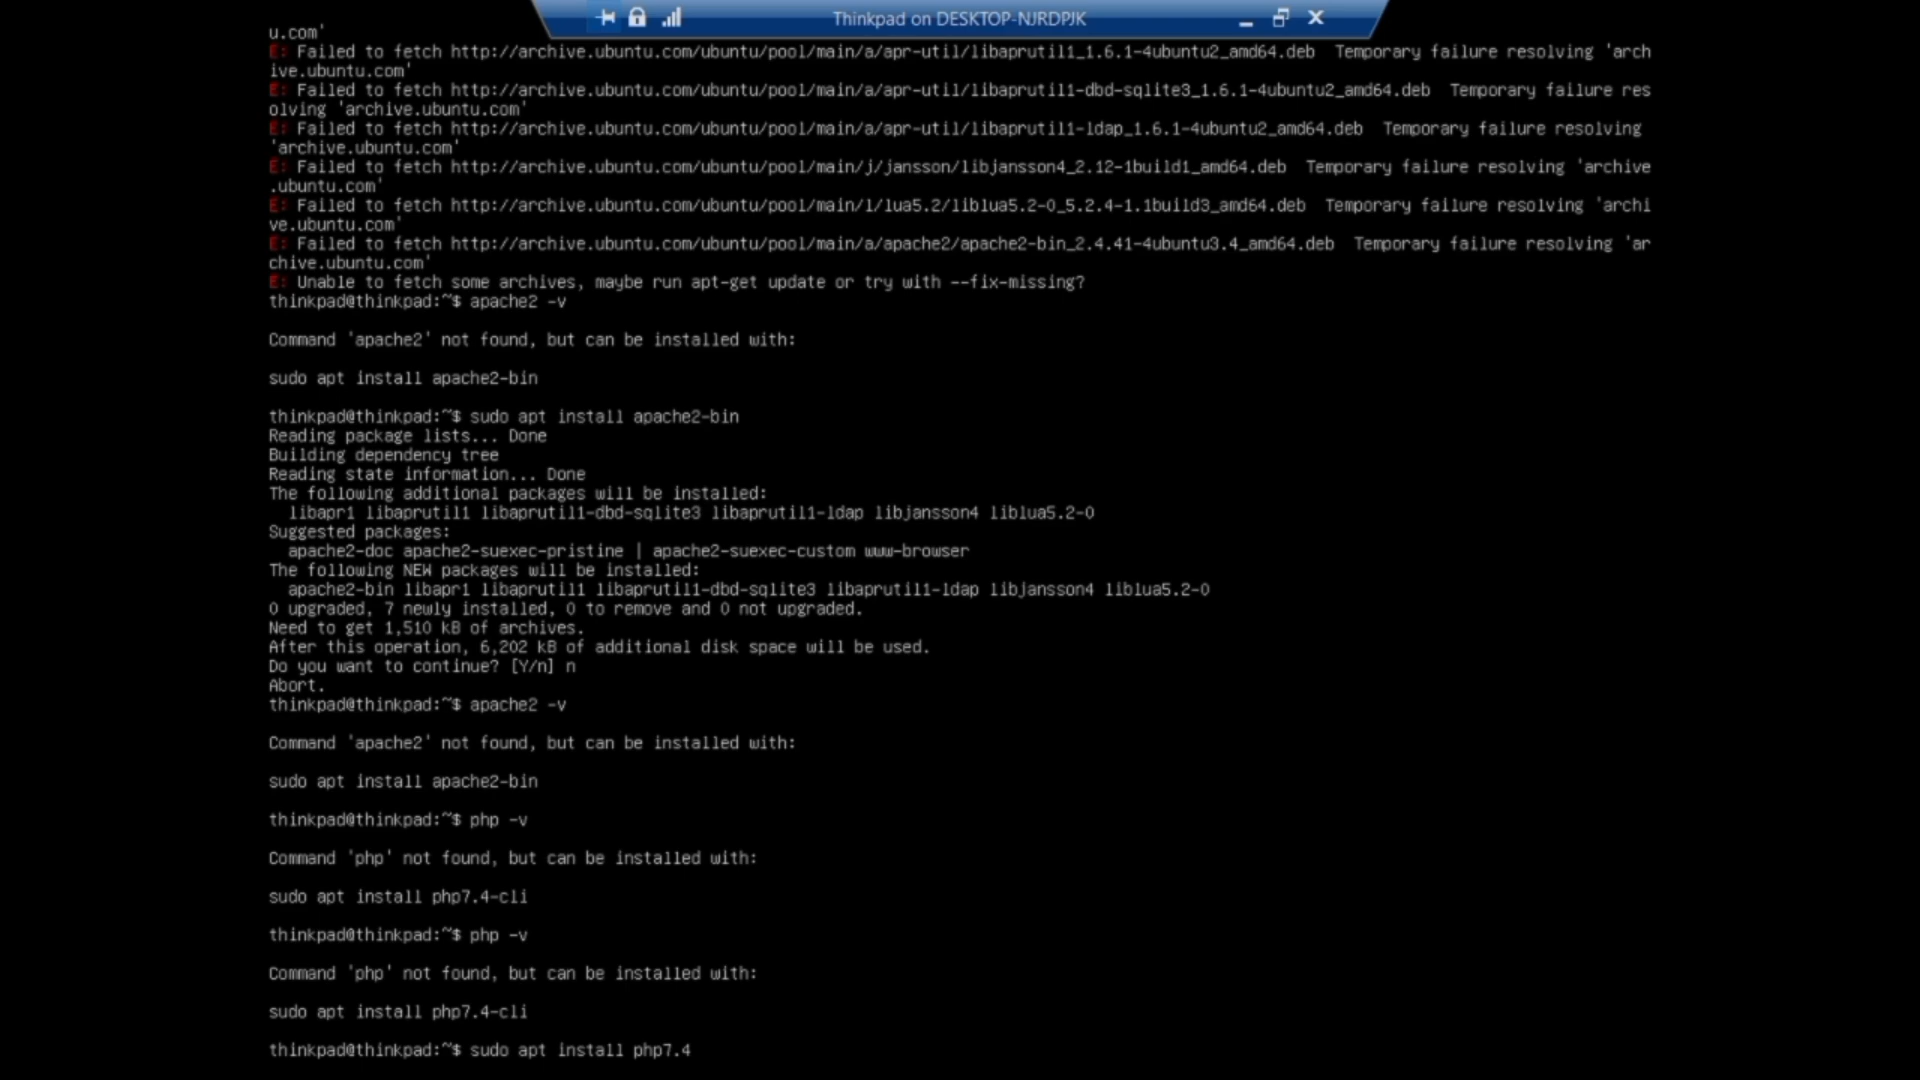 Thinkpad on DESKTOP-NJRDPJK
u.com'
E: Failed to fetch http://archive.ubuntu.com/ubuntu/pool/main/a/apr-util/libaprutil1_1.6.1-4ubuntu2_amd64.deb  Temporary failure resolving 'arch
ive.ubuntu.com'
E: Failed to fetch http://archive.ubuntu.com/ubuntu/pool/main/a/apr-util/libaprutil1-dbd-sqlite3_1.6.1-4ubuntu2_amd64.deb  Temporary failure res
olving 'archive.ubuntu.com'
E: Failed to fetch http://archive.ubuntu.com/ubuntu/pool/main/a/apr-util/libaprutil1-ldap_1.6.1-4ubuntu2_amd64.deb  Temporary failure resolving
'archive.ubuntu.com'
E: Failed to fetch http://archive.ubuntu.com/ubuntu/pool/main/j/jansson/libjansson4_2.12-1build1_amd64.deb  Temporary failure resolving 'archive
.ubuntu.com'
E: Failed to fetch http://archive.ubuntu.com/ubuntu/pool/main/l/lua5.2/liblua5.2-0_5.2.4-1.1build3_amd64.deb  Temporary failure resolving 'archi
ve.ubuntu.com'
E: Failed to fetch http://archive.ubuntu.com/ubuntu/pool/main/a/apache2/apache2-bin_2.4.41-4ubuntu3.4_amd64.deb  Temporary failure resolving 'ar
chive.ubuntu.com'
E: Unable to fetch some archives, maybe run apt-get update or try with --fix-missing?
thinkpad@thinkpad:~$ apache2 -v
Command 'apache2' not found, but can be installed with:
sudo apt install apache2-bin
thinkpad@thinkpad:~$ sudo apt install apache2-bin
Reading package lists... Done
Building dependency tree
Reading state information... Done
The following additional packages will be installed:
  libapr1 libaprutil1 libaprutil1-dbd-sqlite3 libaprutil1-ldap libjansson4 liblua5.2-0
Suggested packages:
  apache2-doc apache2-suexec-pristine | apache2-suexec-custom www-browser
The following NEW packages will be installed:
  apache2-bin libapr1 libaprutil1 libaprutil1-dbd-sqlite3 libaprutil1-ldap libjansson4 liblua5.2-0
0 upgraded, 7 newly installed, 0 to remove and 0 not upgraded.
Need to get 1,510 kB of archives.
After this operation, 6,202 kB of additional disk space will be used.
Do you want to continue? [Y/n] n
Abort.
thinkpad@thinkpad:~$ apache2 -v
Command 'apache2' not found, but can be installed with:
sudo apt install apache2-bin
thinkpad@thinkpad:~$ php -v
Command 'php' not found, but can be installed with:
sudo apt install php7.4-cli
thinkpad@thinkpad:~$ php -v
Command 'php' not found, but can be installed with:
sudo apt install php7.4-cli
thinkpad@thinkpad:~$ sudo apt install php7.4